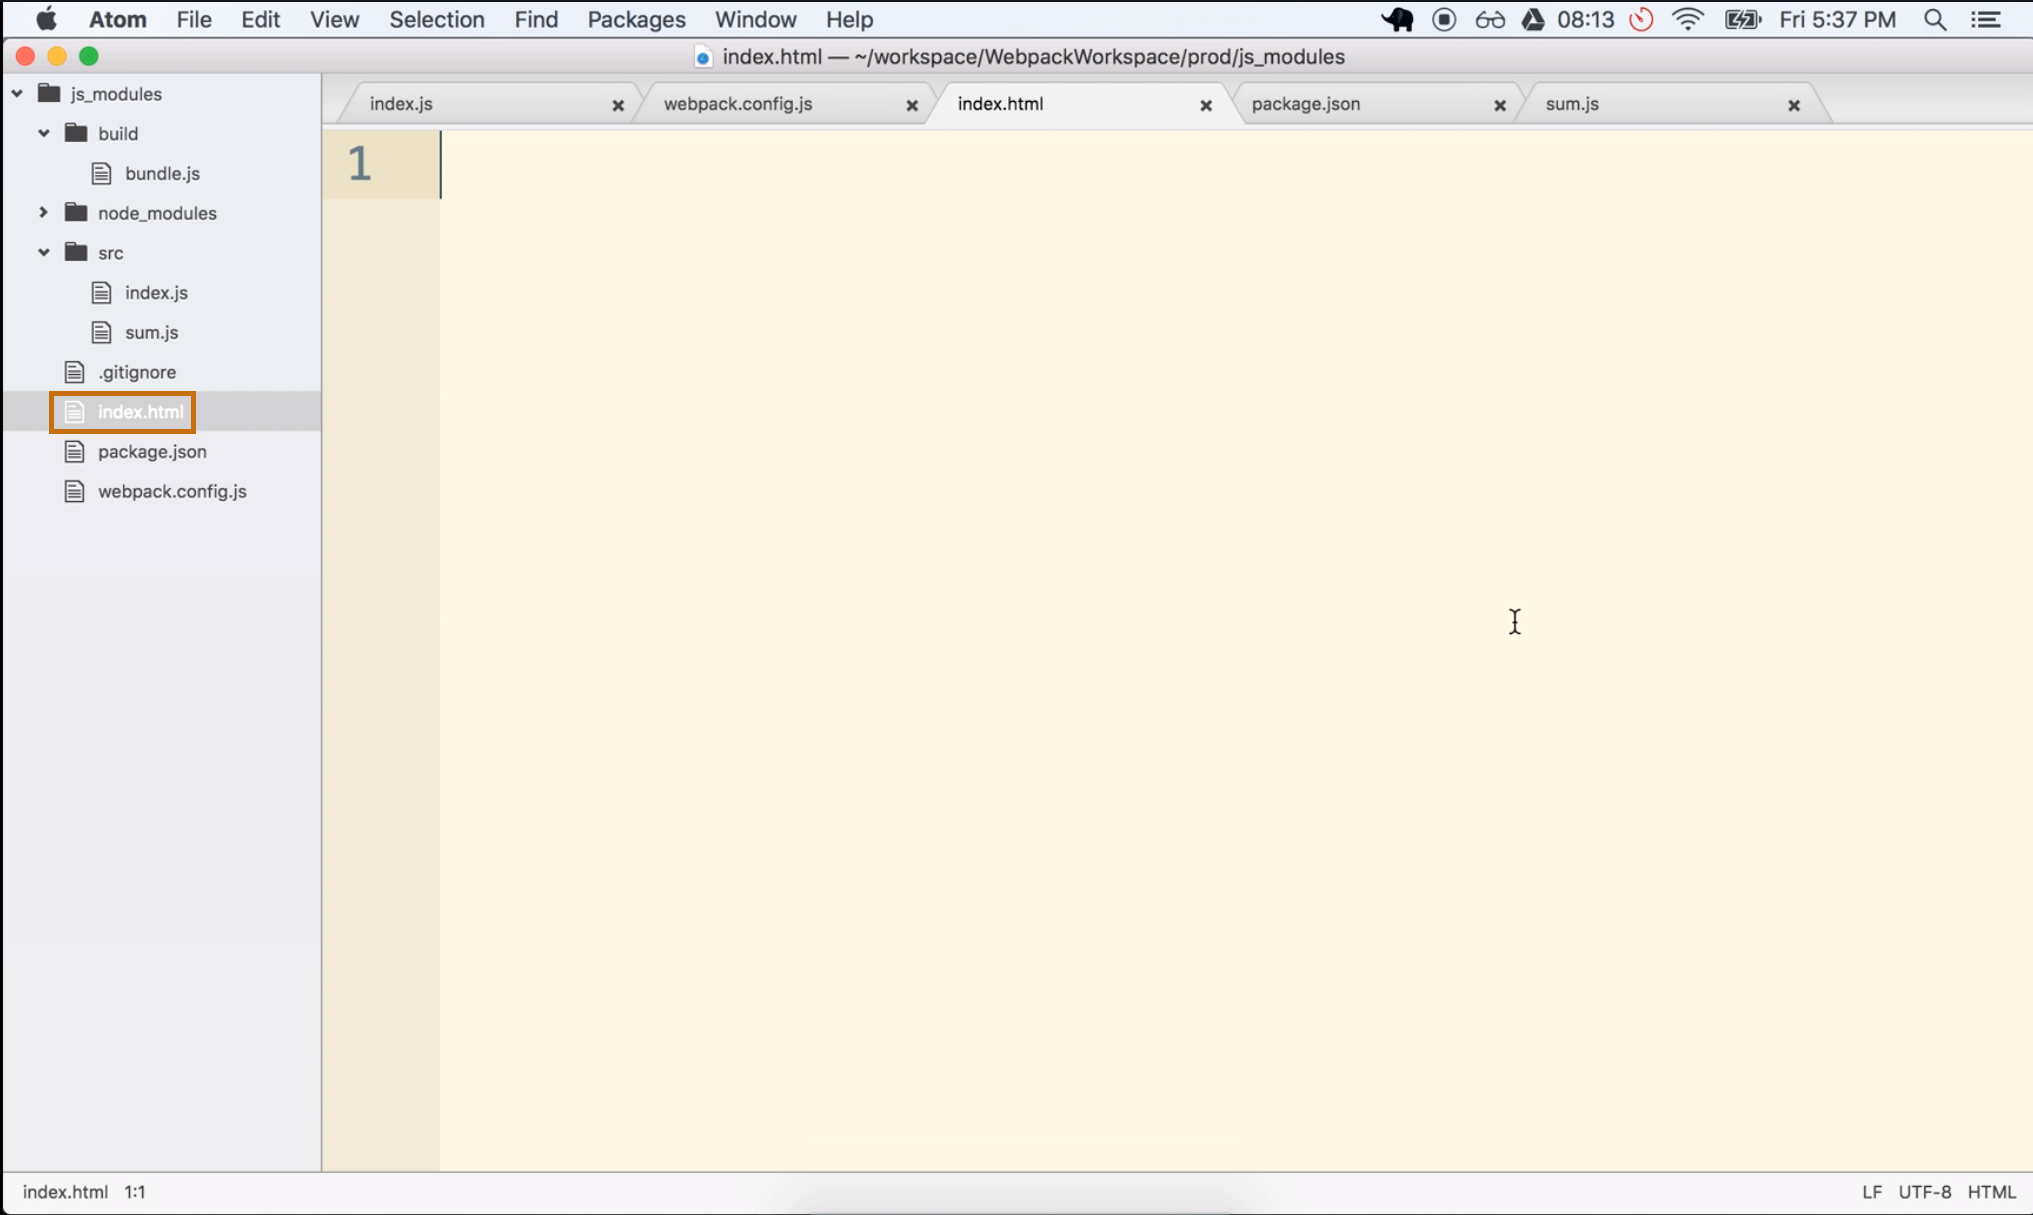 Atom File Edit View Selection Find Packages Window Help 08:13 Fri 5:37 PM
index.html — ~/workspace/WebpackWorkspace/prod/js_modules
js_modules
build
bundle.js
node_modules
src
index.js
sum.js
.gitignore
index.html
package.json
webpack.config.js
index.js webpack.config.js index.html package.json sum.js
1
index.html 1:1 LF UTF-8 HTML